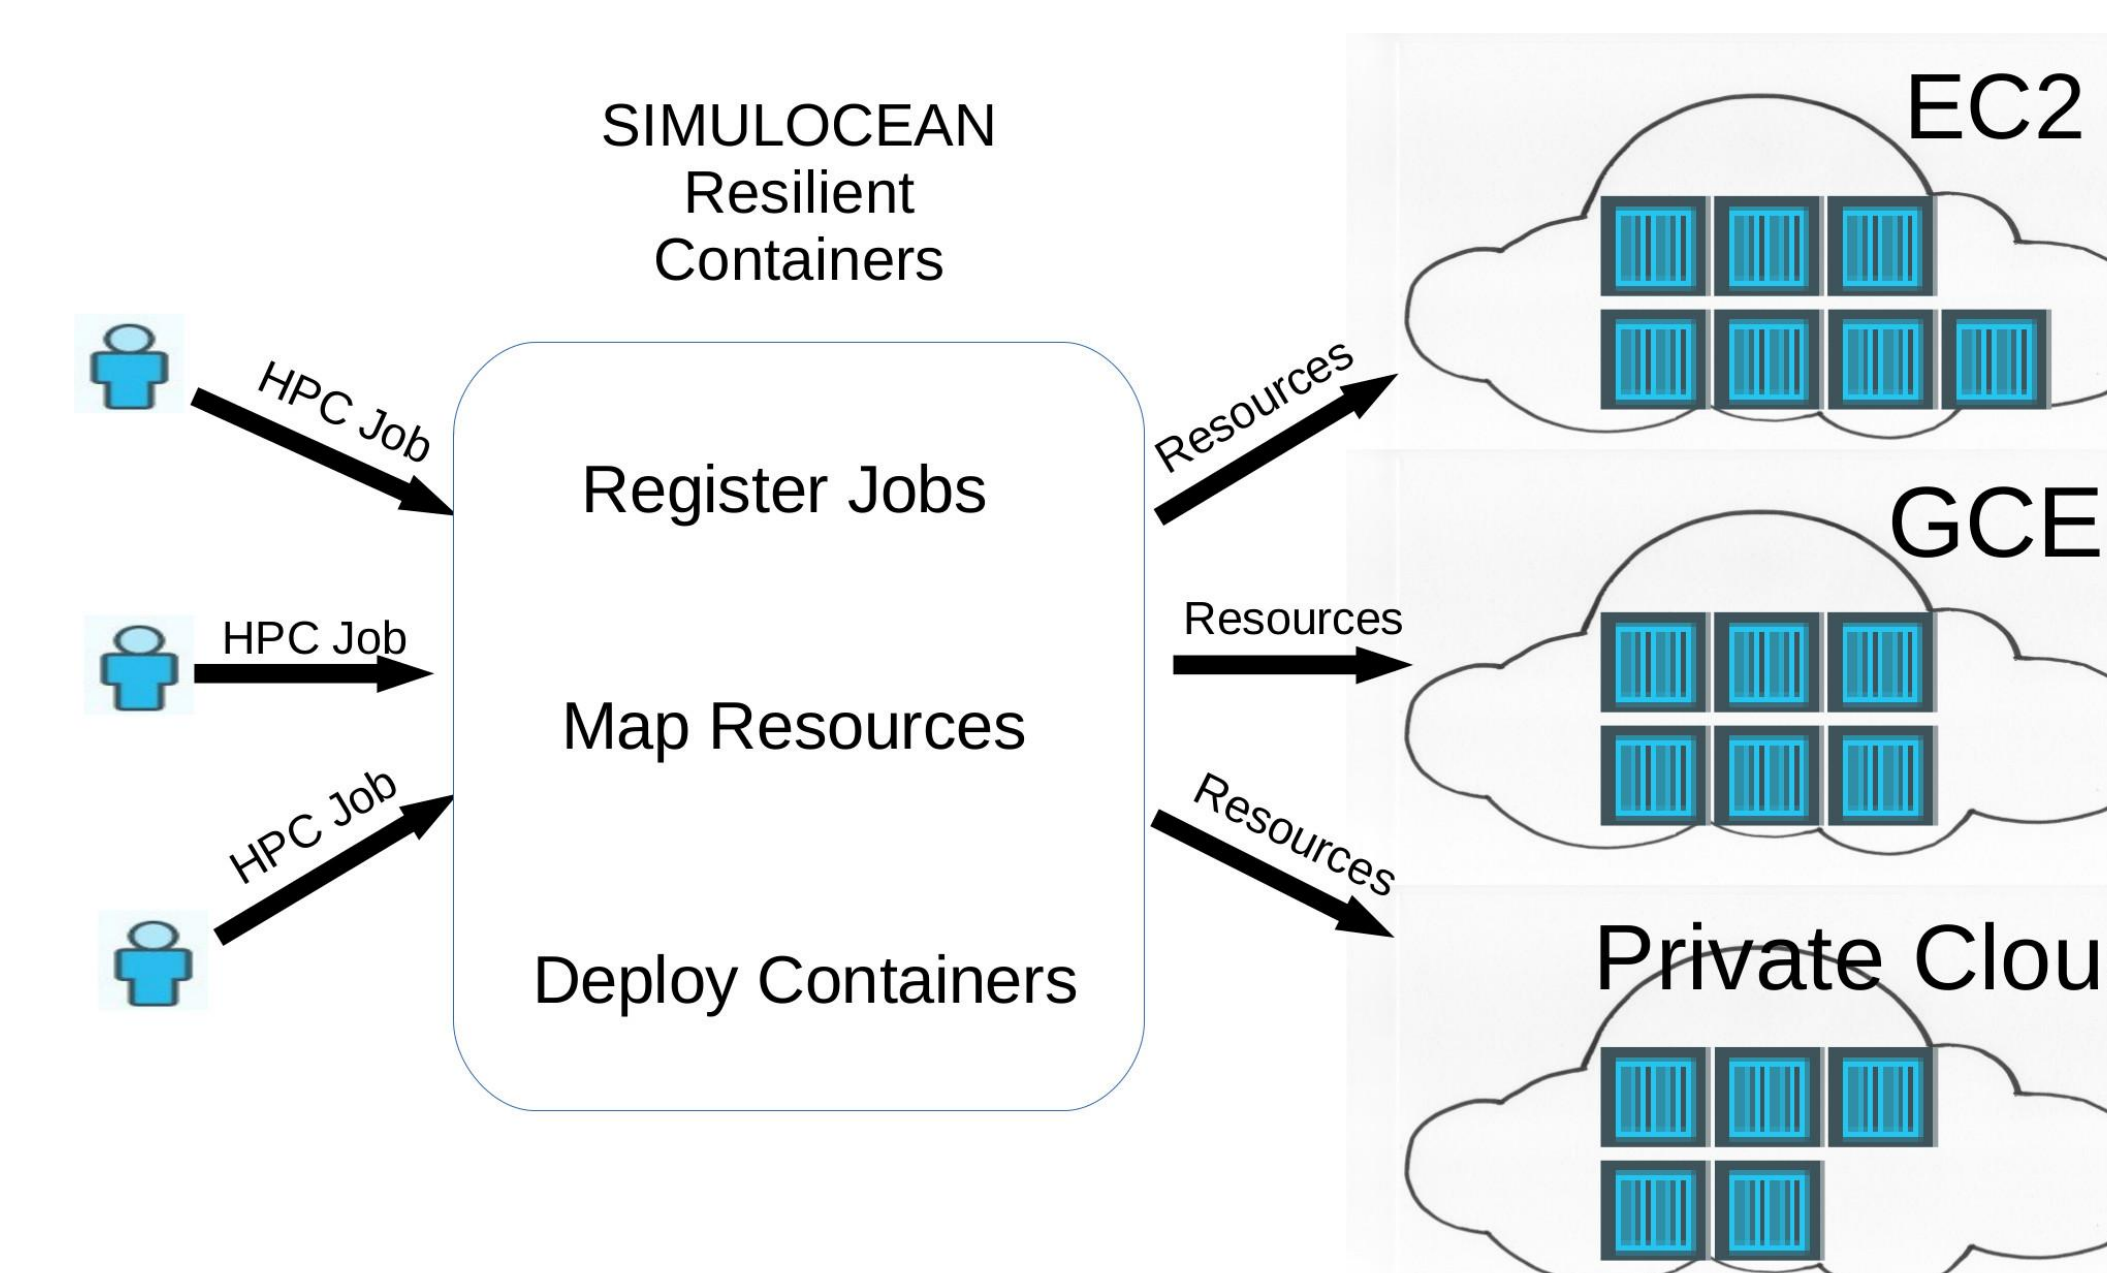 SIMULOCEAN
Resilient
Containers
HPC Job
HPC Job
HPC Job
Register Jobs
Map Resources
Deploy Containers
Resources
Resources
Resources
EC2
GCE
Private Clou